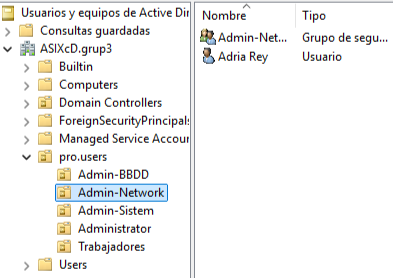 Usuarios y equipos de Active Dir
Consultas guardadas
ASIXcD.grup3
Builtin
Computers
Domain Controllers
ForeignSecurityPrincipals
Managed Service Accour
pro.users
Admin-BBDD
Admin-Network
Admin-Sistem
Administrator
Trabajadores
Users
Nombre Tipo
Admin-Net... Grupo de segu...
Adria Rey Usuario